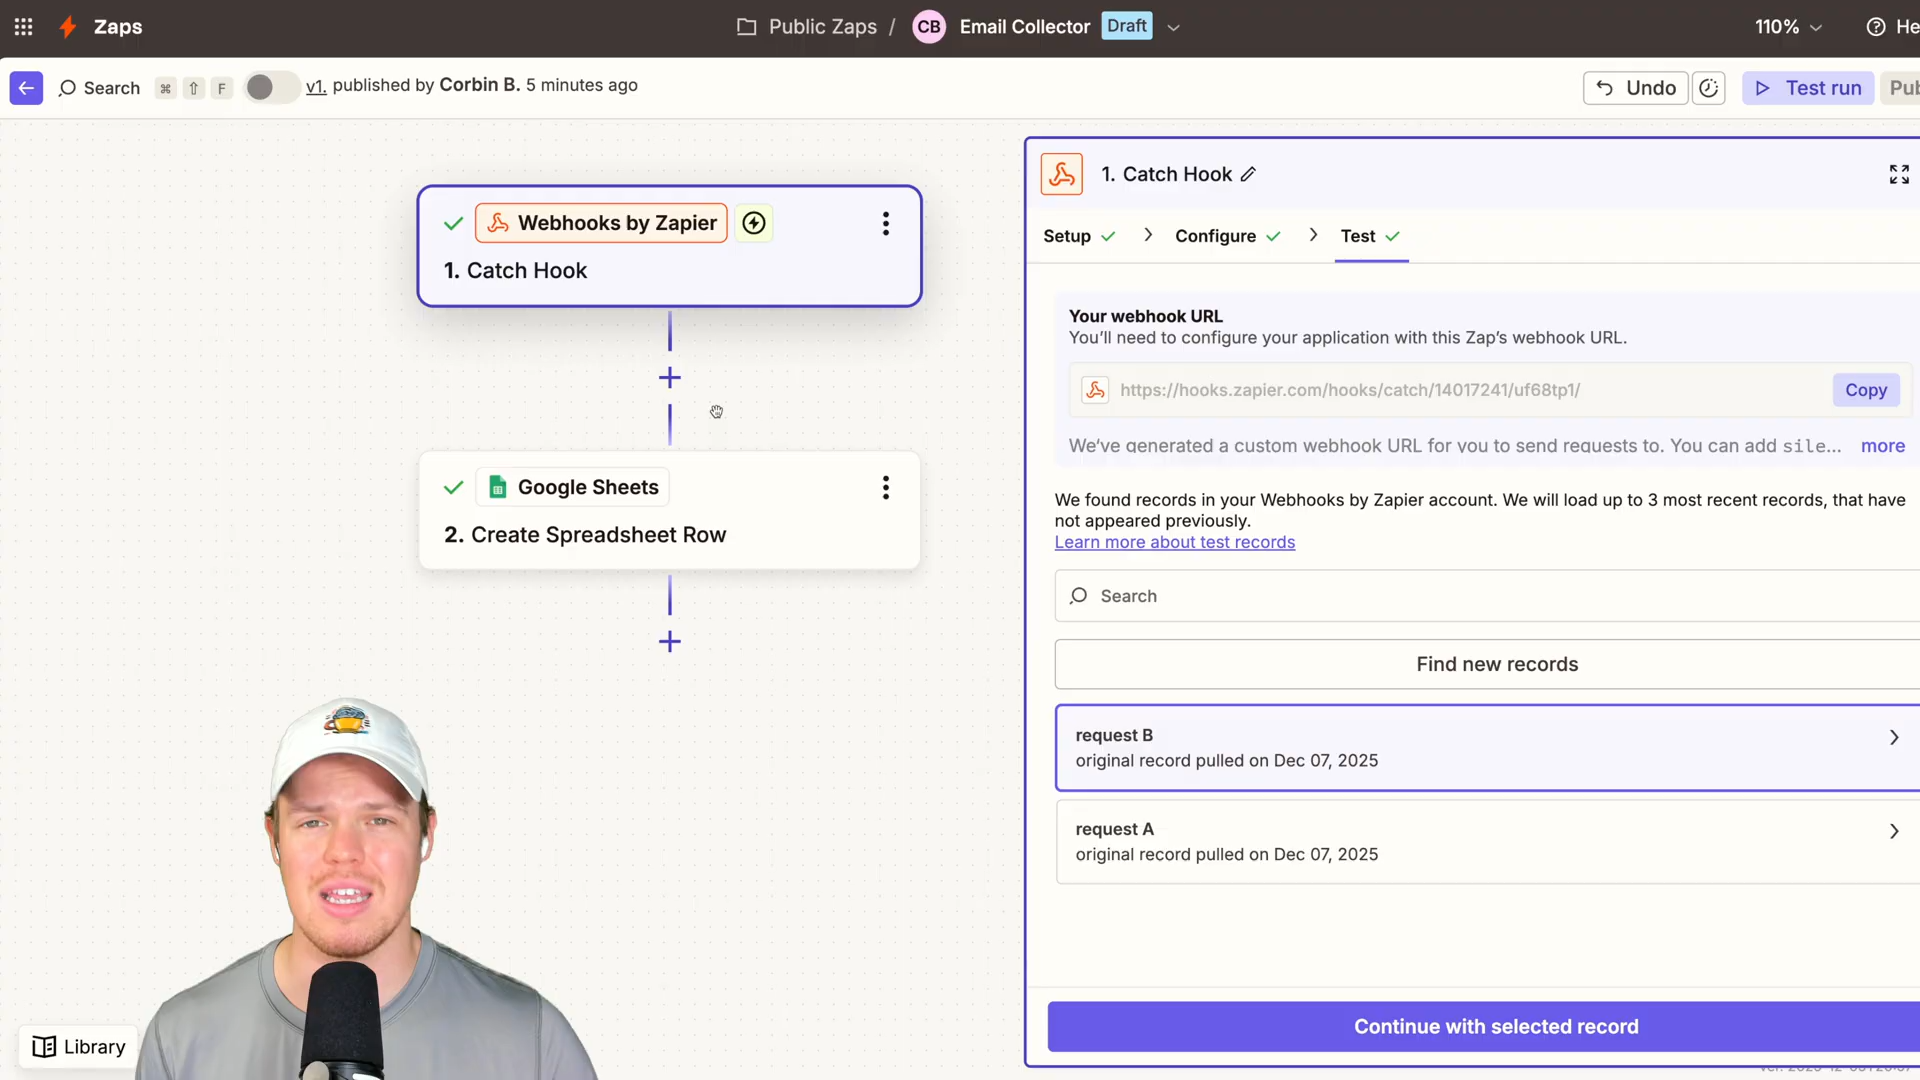 Zaps
Public Zaps / CB Email Collector Draft
110%
He
Search ⌘ ⇧ F
v1. published by Corbin B. 5 minutes ago
Undo
Test run
Pub
Webhooks by Zapier
1. Catch Hook
Google Sheets
2. Create Spreadsheet Row
Library
1. Catch Hook
Setup
Configure
Test
Your webhook URL
You'll need to configure your application with this Zap's webhook URL.
https://hooks.zapier.com/hooks/catch/14017241/uf68tp1/
Copy
We've generated a custom webhook URL for you to send requests to. You can add sile... more
We found records in your Webhooks by Zapier account. We will load up to 3 most recent records, that have
not appeared previously.
Learn more about test records
Search
Find new records
request B
original record pulled on Dec 07, 2025
request A
original record pulled on Dec 07, 2025
Continue with selected record